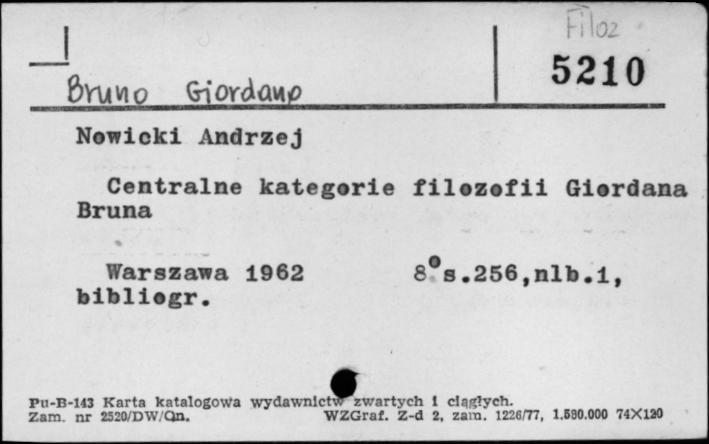 Filoz
5210
Bruno Giordano
Nowicki Andrzej
Centralne kategorie filozofii Giordana
Bruna
Warszawa 1962 8° s.256,nlb.1,
bibliogr.
Pu-B-143 Karta katalogowa wydawnictw zwartych i ciągłych.
Zam. nr 2520/DW/Qn. WZGraf. Z-d 2, zam. 1226/77, 1.580.000 74X120